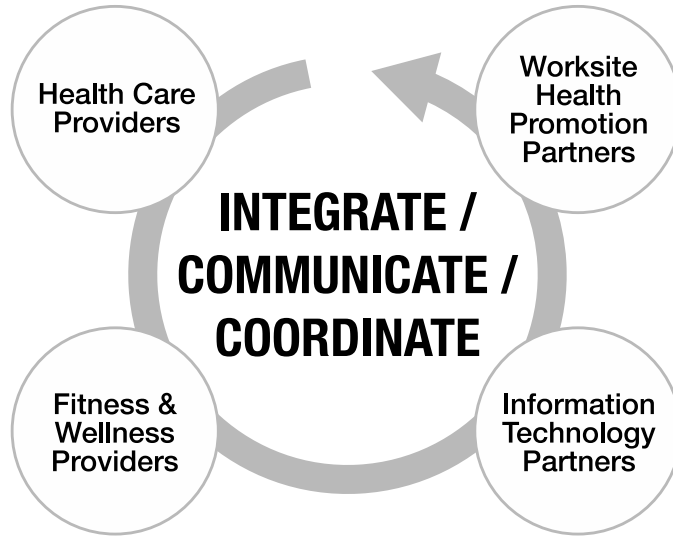 Health Care
Providers
Worksite
Health
Promotion
Partners
INTEGRATE /
COMMUNICATE /
COORDINATE
Fitness &
Wellness
Providers
Information
Technology
Partners